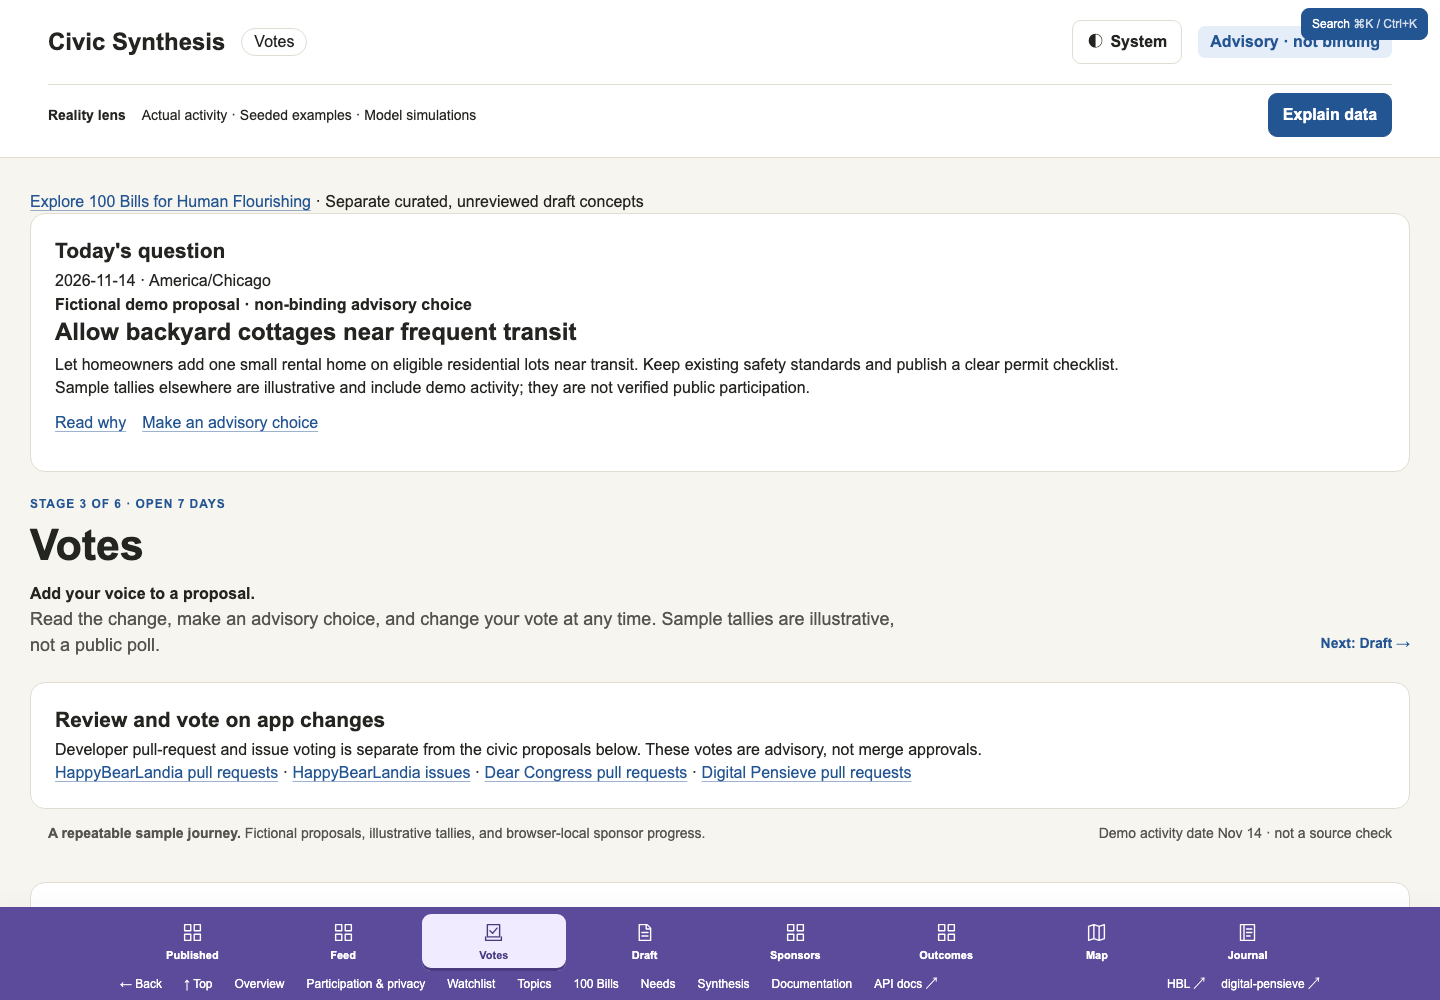 Civic Synthesis Votes
System
Advisory · not binding
Search ⌘K / Ctrl+K
Reality lens Actual activity · Seeded examples · Model simulations
Explain data
Explore 100 Bills for Human Flourishing · Separate curated, unreviewed draft concepts
Today's question
2026-11-14 · America/Chicago
Fictional demo proposal · non-binding advisory choice
Allow backyard cottages near frequent transit
Let homeowners add one small rental home on eligible residential lots near transit. Keep existing safety standards and publish a clear permit checklist.
Sample tallies elsewhere are illustrative and include demo activity; they are not verified public participation.
Read why Make an advisory choice
STAGE 3 OF 6 · OPEN 7 DAYS
Votes
Add your voice to a proposal.
Read the change, make an advisory choice, and change your vote at any time. Sample tallies are illustrative,
not a public poll.
Next: Draft →
Review and vote on app changes
Developer pull-request and issue voting is separate from the civic proposals below. These votes are advisory, not merge approvals.
HappyBearLandia pull requests · HappyBearLandia issues · Dear Congress pull requests · Digital Pensieve pull requests
A repeatable sample journey. Fictional proposals, illustrative tallies, and browser-local sponsor progress.
Demo activity date Nov 14 · not a source check
Published Feed Votes Draft Sponsors Outcomes Map Journal
← Back ↑ Top Overview Participation & privacy Watchlist Topics 100 Bills Needs Synthesis Documentation API docs ↗ HBL ↗ digital-pensieve ↗